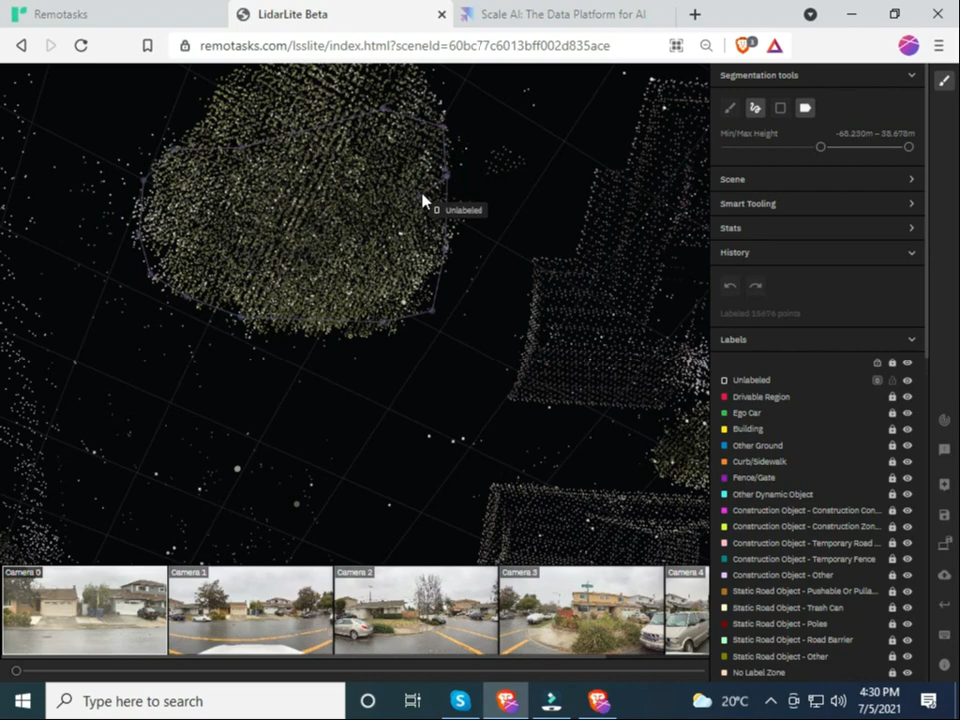 Remotasks
LidarLite Beta
Scale AI: The Data Platform for AI
remotasks.com/lsslite/index.html?sceneId=60bc77c6013bff002d835ace
Segmentation tools
Min/Max Height
-68.230m – 38.678m
Scene
Smart Tooling
Stats
History
Labeled 15676 points
Labels
Unlabeled
Unlabeled
Drivable Region
Ego Car
Building
Other Ground
Curb/Sidewalk
Fence/Gate
Other Dynamic Object
Construction Object - Construction Con...
Construction Object - Construction Zon...
Construction Object - Temporary Road ...
Construction Object - Temporary Fence
Construction Object - Other
Static Road Object - Pushable Or Pulla...
Static Road Object - Trash Can
Static Road Object - Poles
Static Road Object - Road Barrier
Static Road Object - Other
No Label Zone
Camera 0
Camera 1
Camera 2
Camera 3
Camera 4
Type here to search
20°C
4:30 PM
7/5/2021